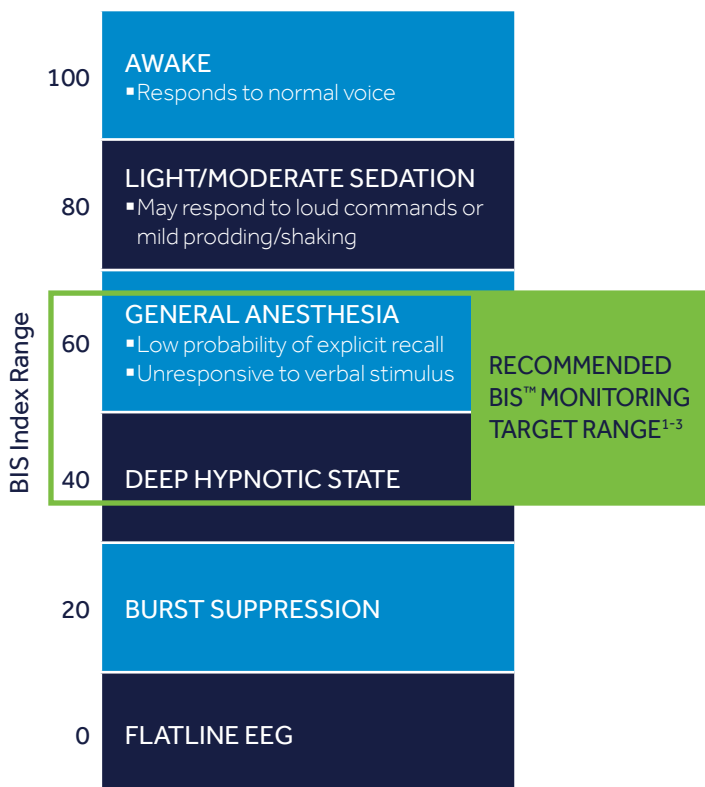 100
AWAKE
▪Responds to normal voice
80
LIGHT/MODERATE SEDATION
▪May respond to loud commands or
mild prodding/shaking
BIS Index Range
60
GENERAL ANESTHESIA
▪Low probability of explicit recall
▪Unresponsive to verbal stimulus
RECOMMENDED
BIS™ MONITORING
TARGET RANGE1-3
40
DEEP HYPNOTIC STATE
20
BURST SUPPRESSION
0
FLATLINE EEG